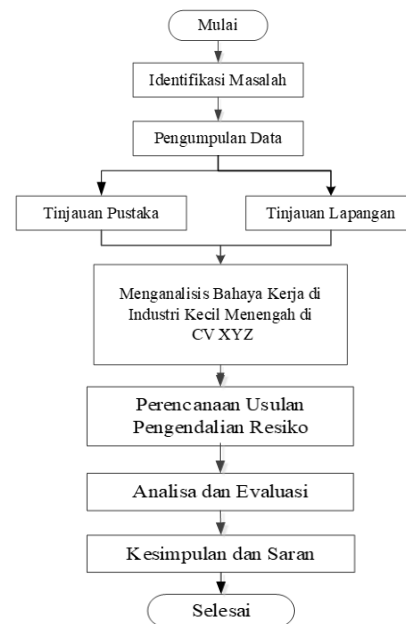 Mulai
Identifikasi Masalah
Pengumpulan Data
Tinjauan Pustaka
Tinjauan Lapangan
Menganalisis Bahaya Kerja di
Industri Kecil Menengah di
CV XYZ
Perencanaan Usulan
Pengendalian Resiko
Analisa dan Evaluasi
Kesimpulan dan Saran
Selesai